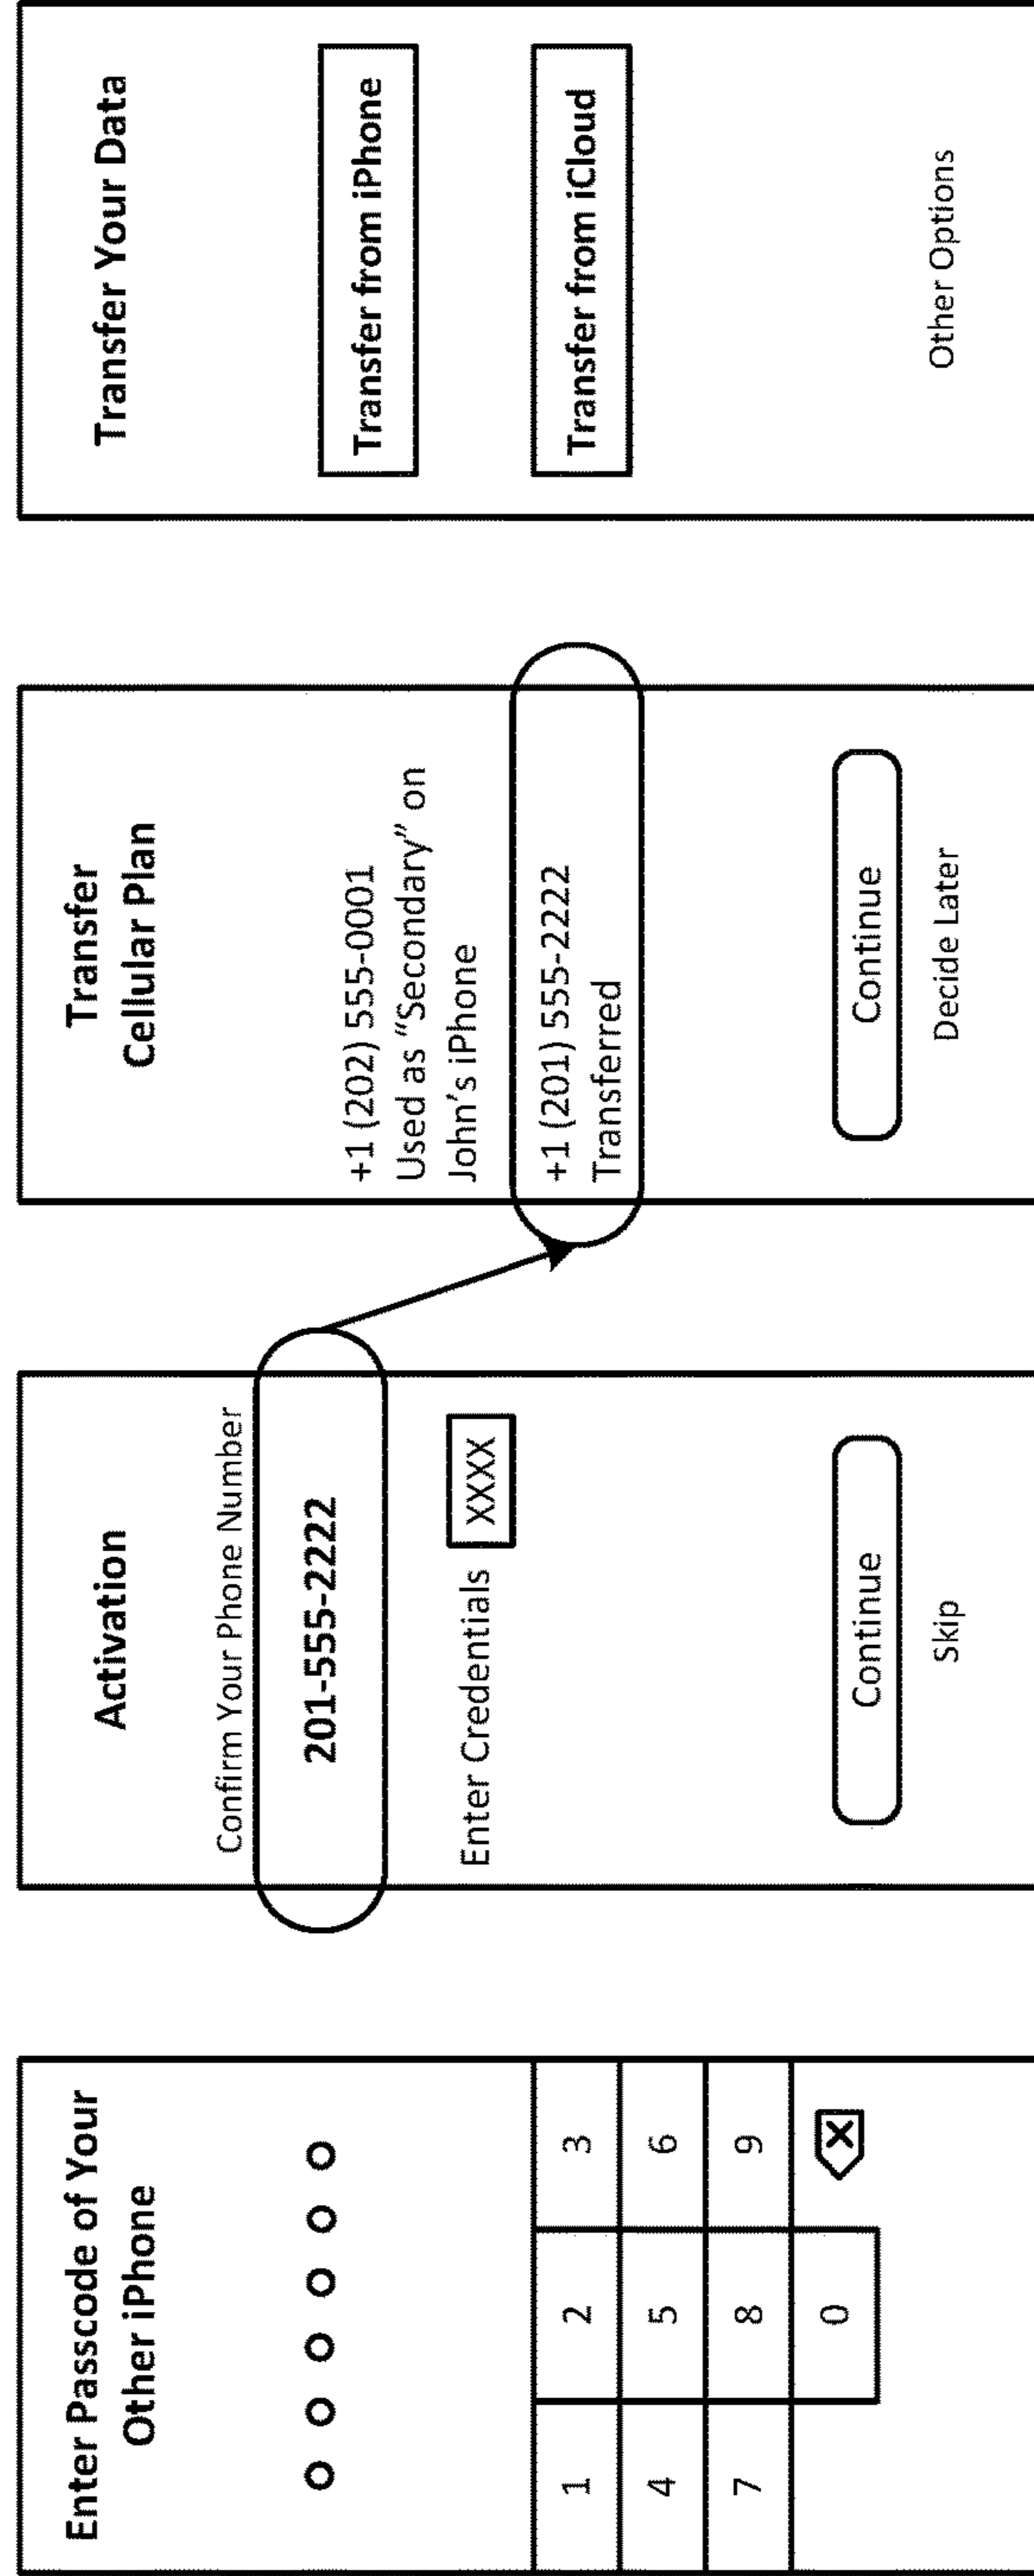 Enter Passcode of Your
Other iPhone
1 2 3
4 5 6
7 8 9
0 X
Activation
Confirm Your Phone Number
201-555-2222
Enter Credentials XXXX
Continue
Skip
Transfer
Cellular Plan
+1 (202) 555-0001
Used as “Secondary” on
John’s iPhone
+1 (201) 555-2222
Transferred
Continue
Decide Later
Transfer Your Data
Transfer from iPhone
Transfer from iCloud
Other Options